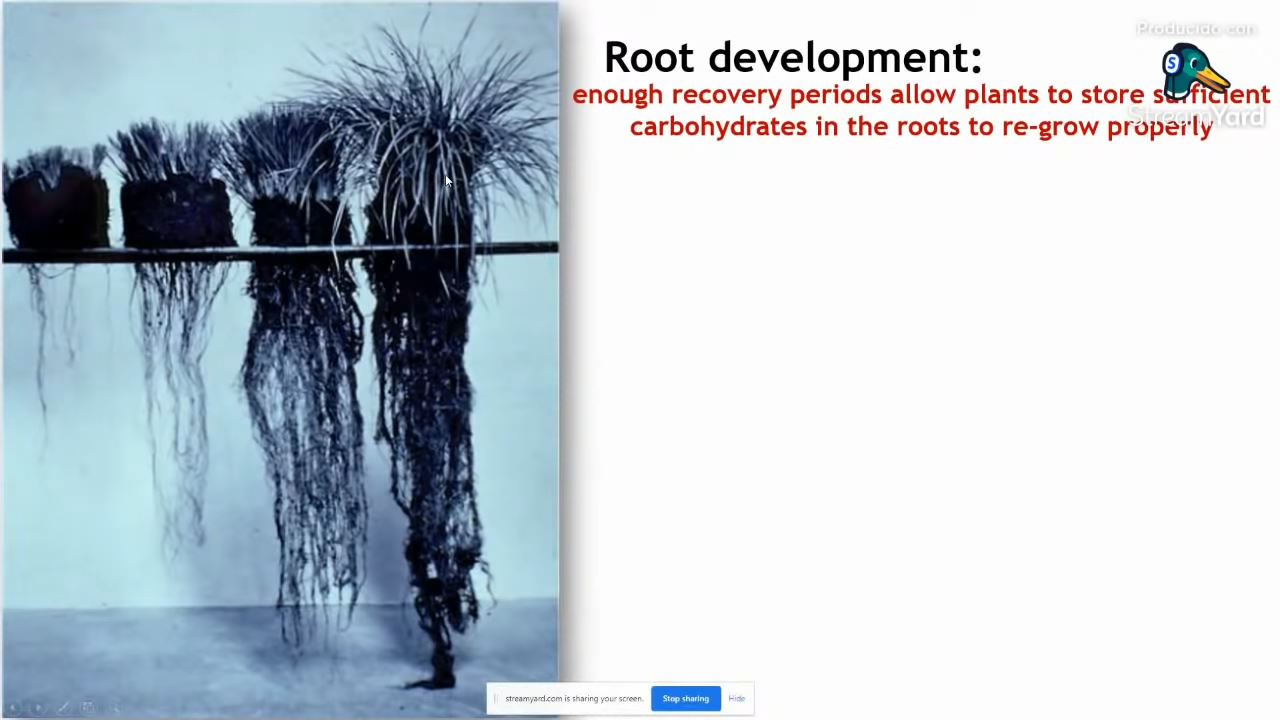 Producido con
StreamYard
Root development:
enough recovery periods allow plants to store sufficient
carbohydrates in the roots to re-grow properly
streamyard.com is sharing your screen.
Stop sharing
Hide